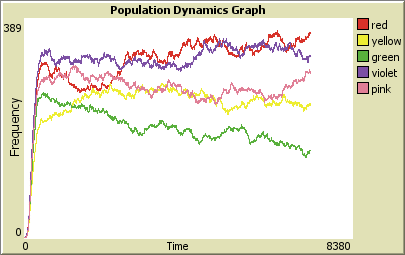 Population Dynamics Graph
389
Frequency
0
0
Time
8380
red
yellow
green
violet
pink